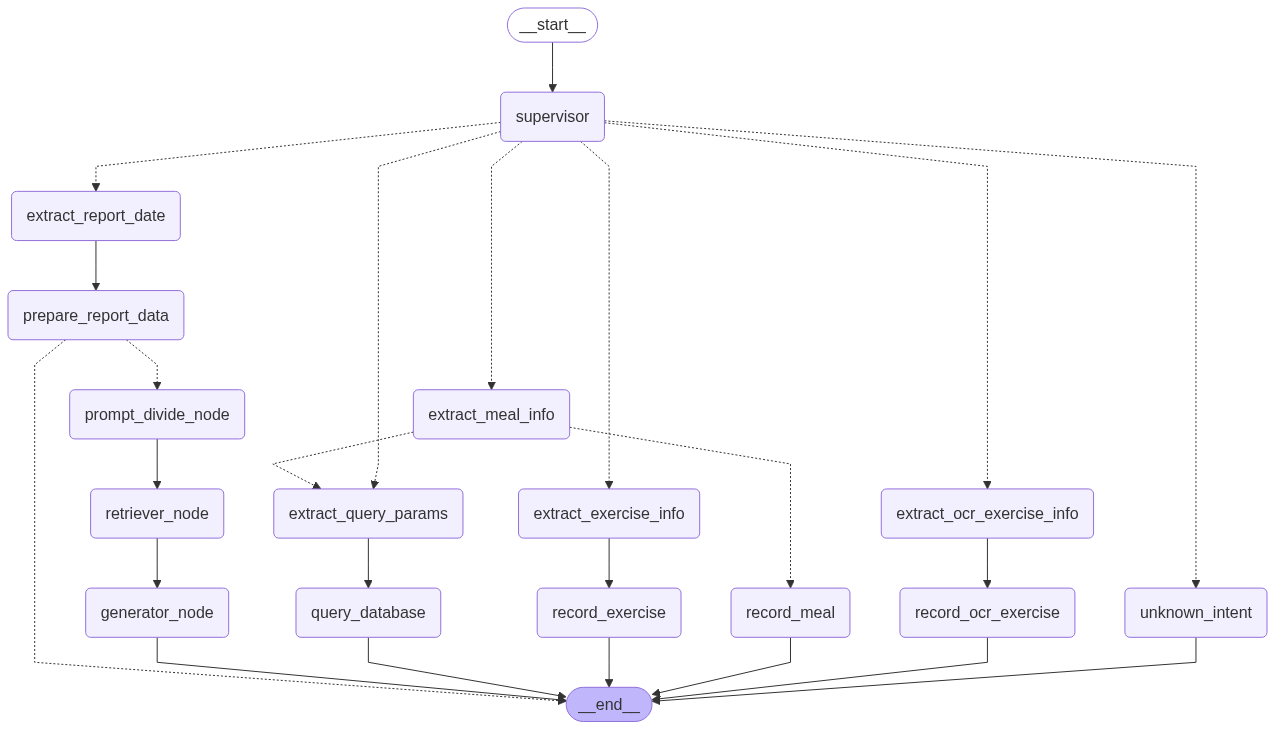 __start__
supervisor
extract_report_date
prepare_report_data
prompt_divide_node
extract_meal_info
retriever_node
extract_query_params
extract_exercise_info
extract_ocr_exercise_info
generator_node
query_database
record_exercise
record_meal
record_ocr_exercise
unknown_intent
__end__